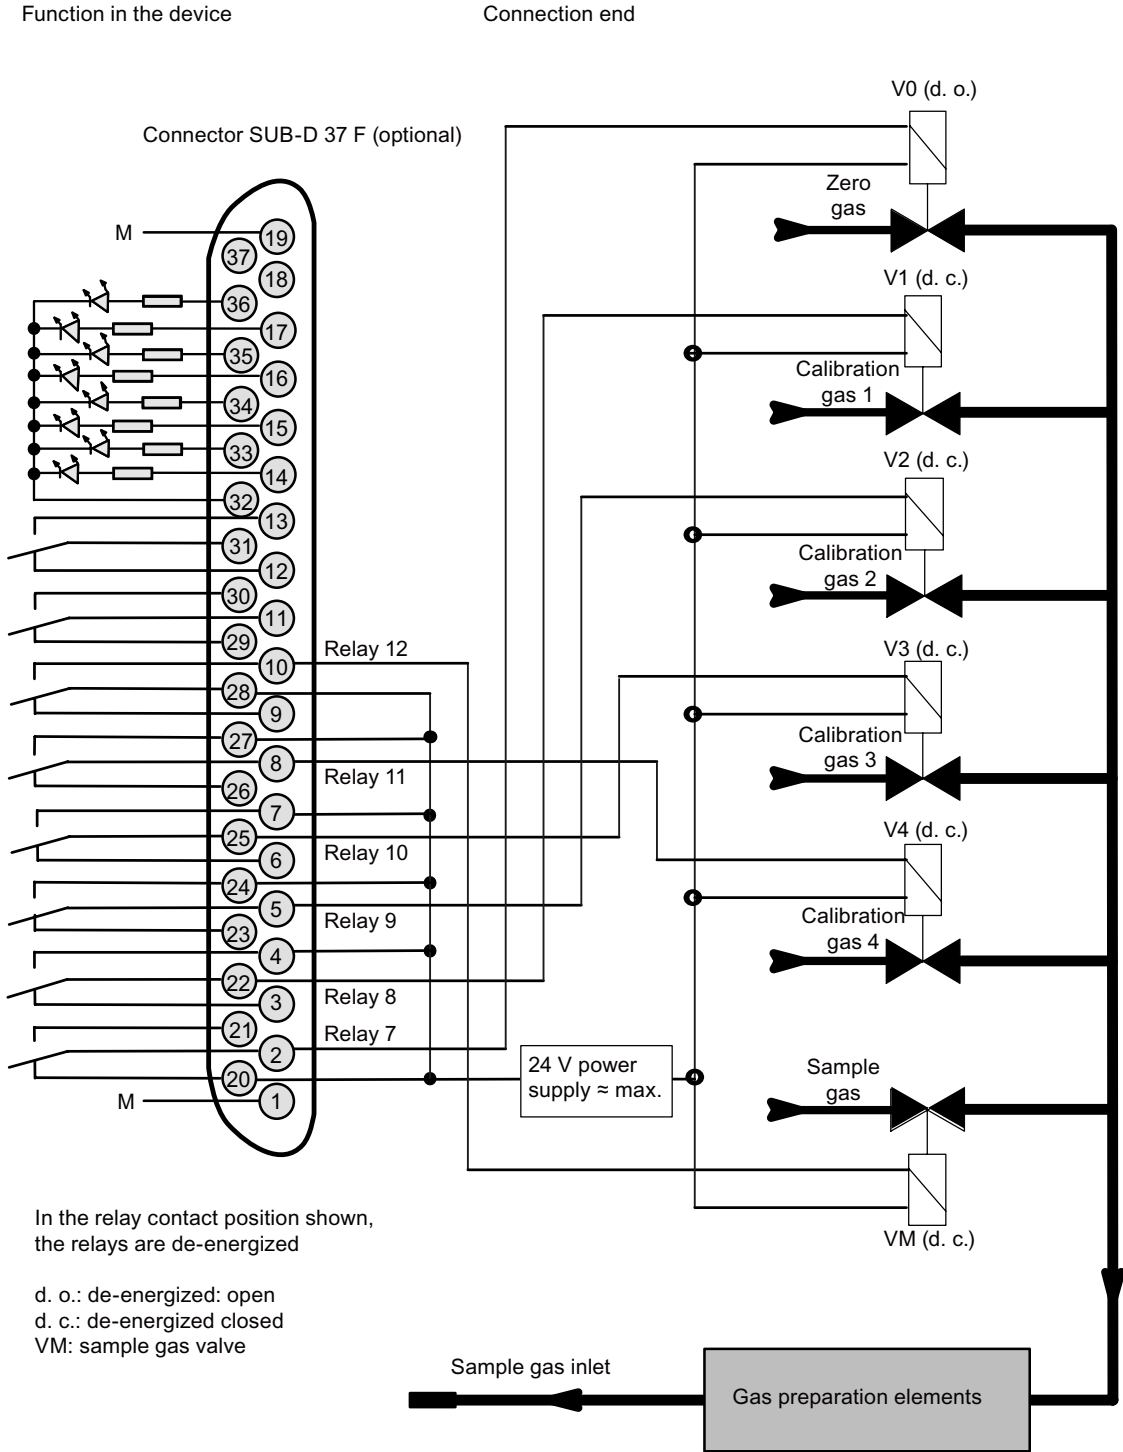 Function in the device
Connection end
Connector SUB-D 37 F (optional)
V0 (d. o.)
Zero
gas
V1 (d. c.)
Calibration
gas 1
V2 (d. c.)
Calibration
gas 2
V3 (d. c.)
Calibration
gas 3
V4 (d. c.)
Calibration
gas 4
Sample
gas
VM (d. c.)
M
19
37
18
36
17
35
16
34
15
33
14
32
13
31
12
30
11
29
10
28
9
27
8
26
7
25
6
24
5
23
4
22
3
21
2
20
1
M
Relay 12
Relay 11
Relay 10
Relay 9
Relay 8
Relay 7
24 V power
supply ≈ max.
In the relay contact position shown,
the relays are de-energized
d. o.: de-energized: open
d. c.: de-energized closed
VM: sample gas valve
Sample gas inlet
Gas preparation elements